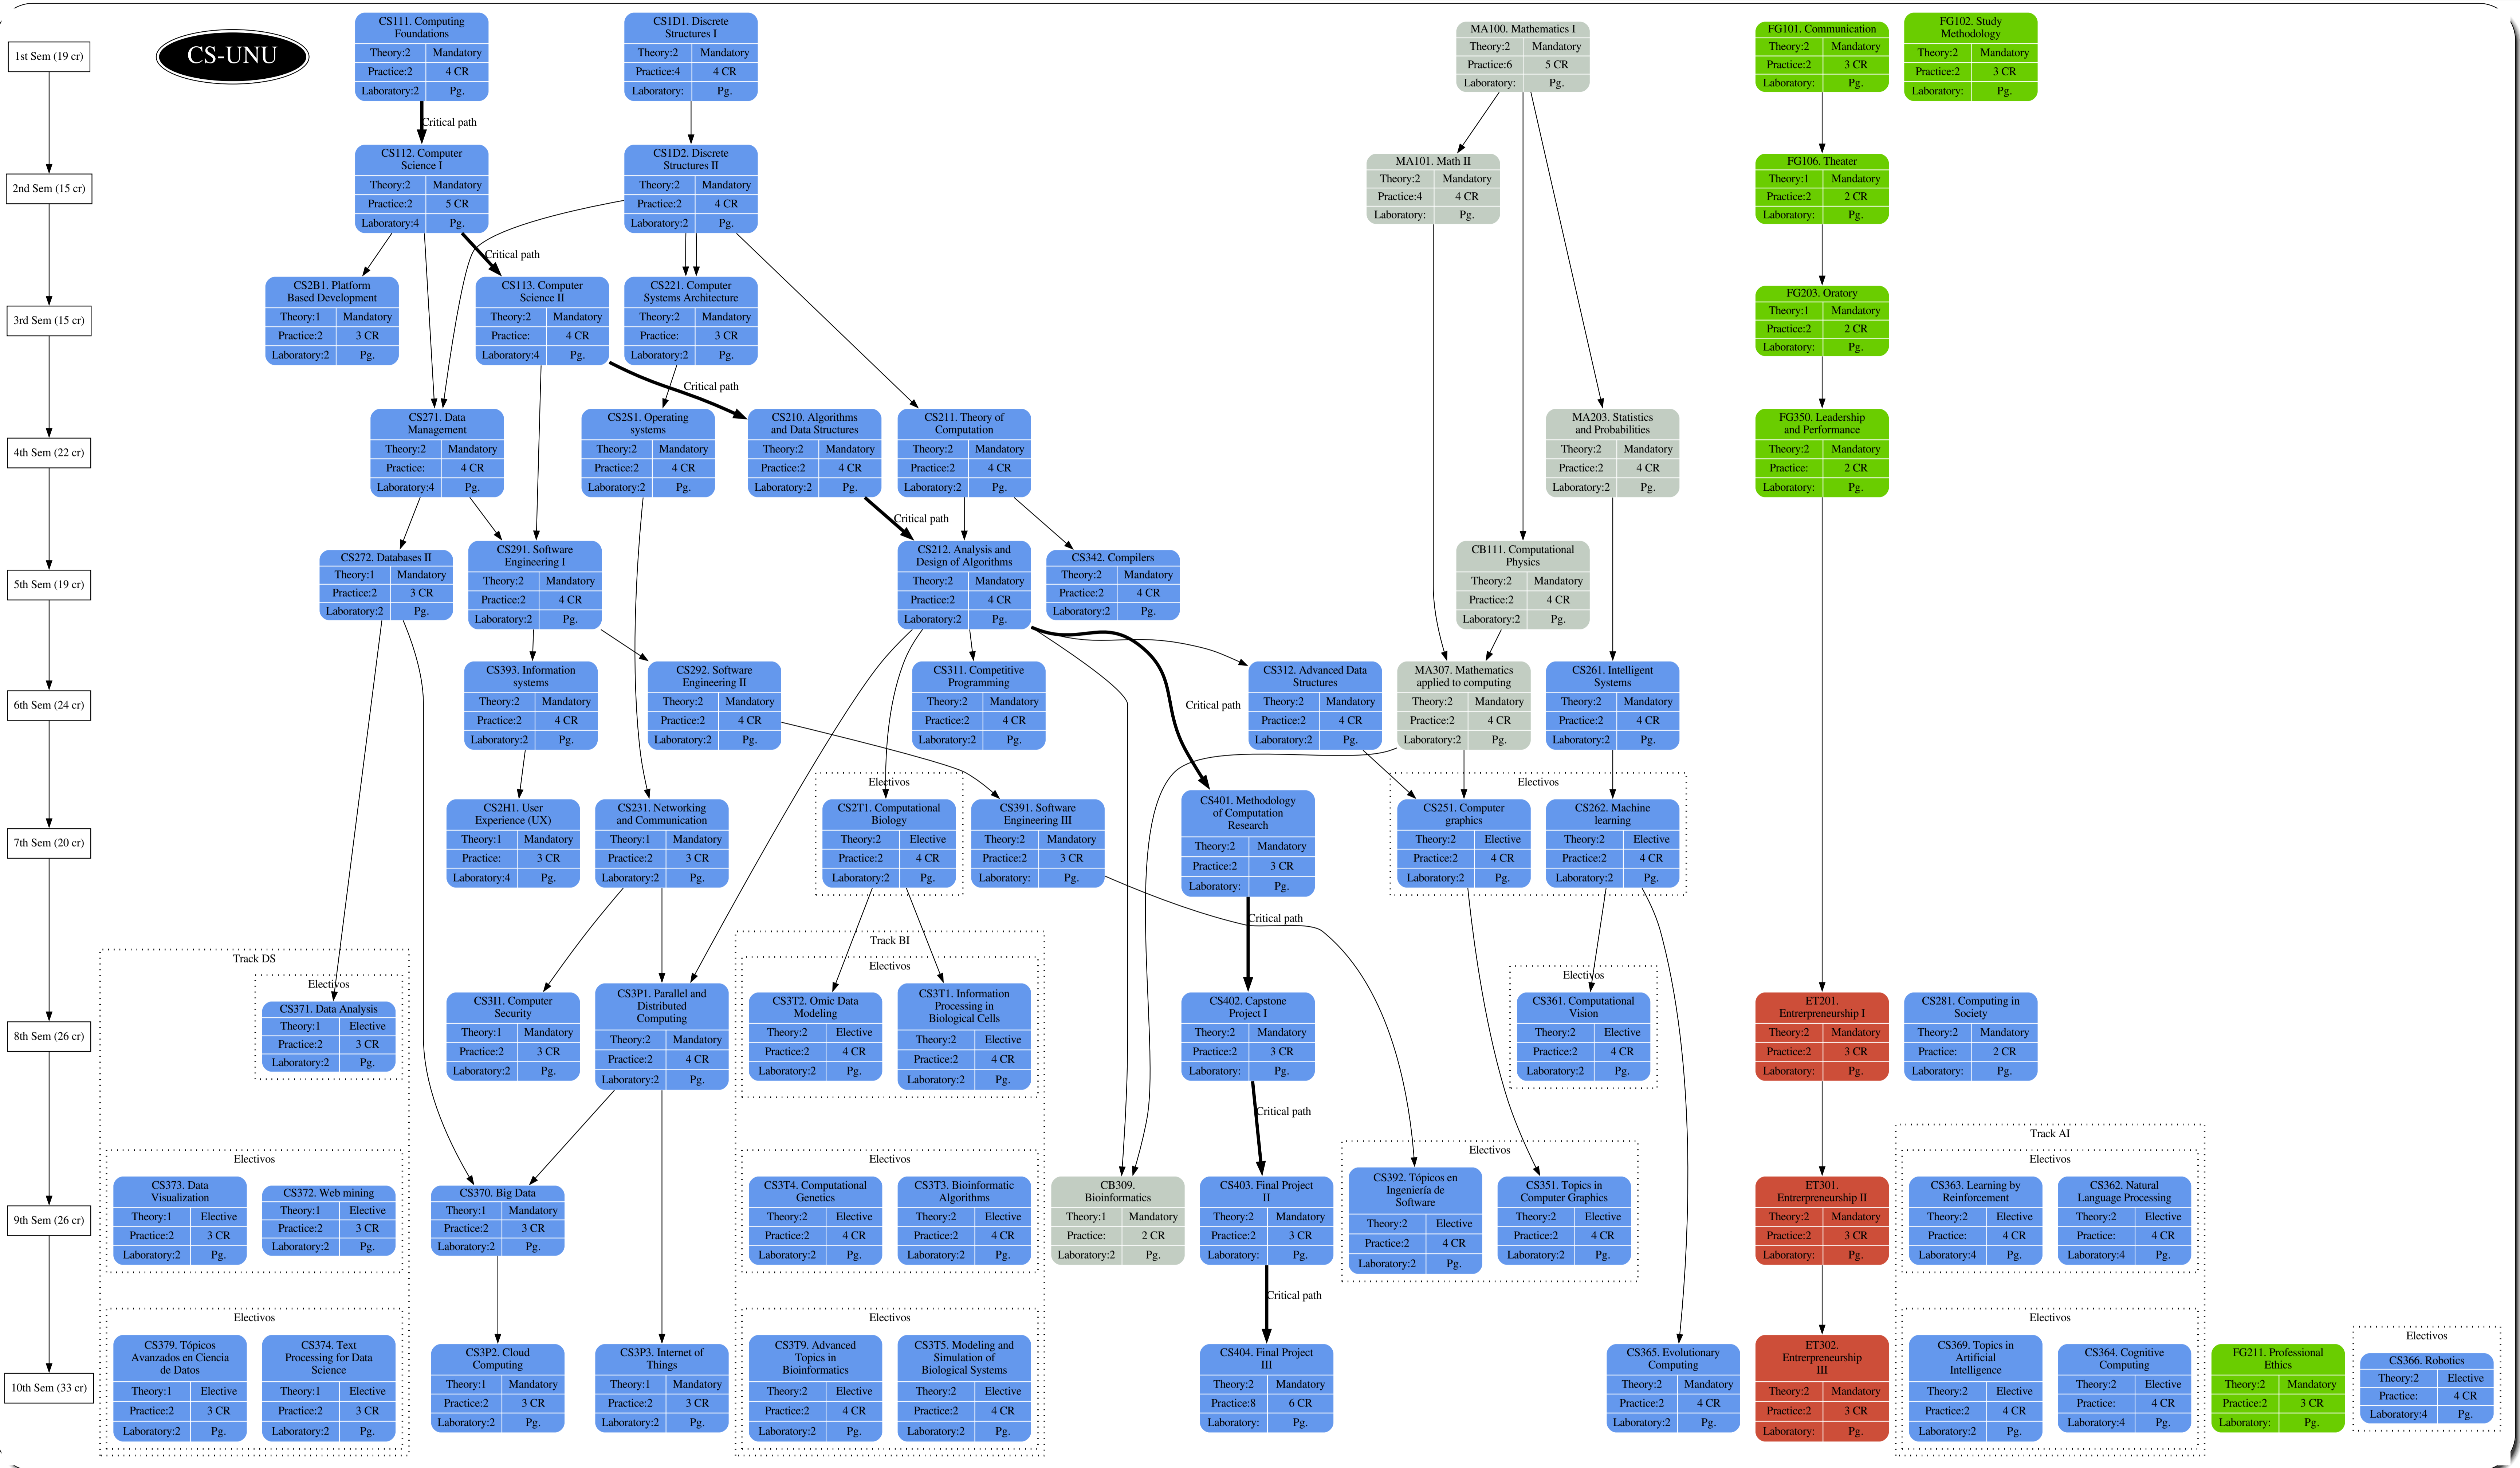 CS-UNU
1st Sem (19 cr)
CS111. Computing
Foundations
Theory:2 Mandatory
Practice:2 4 CR
Laboratory:2 Pg.
CS1D1. Discrete
Structures I
Theory:2 Mandatory
Practice:4 4 CR
Laboratory: Pg.
MA100. Mathematics I
Theory:2 Mandatory
Practice:6 5 CR
Laboratory: Pg.
FG101. Communication
Theory:2 Mandatory
Practice:2 3 CR
Laboratory: Pg.
FG102. Study
Methodology
Theory:2 Mandatory
Practice:2 3 CR
Laboratory: Pg.
Critical path
2nd Sem (15 cr)
CS112. Computer
Science I
Theory:2 Mandatory
Practice:2 5 CR
Laboratory:4 Pg.
CS1D2. Discrete
Structures II
Theory:2 Mandatory
Practice:2 4 CR
Laboratory:2 Pg.
MA101. Math II
Theory:2 Mandatory
Practice:4 4 CR
Laboratory: Pg.
FG106. Theater
Theory:1 Mandatory
Practice:2 2 CR
Laboratory: Pg.
Critical path
3rd Sem (15 cr)
CS2B1. Platform
Based Development
Theory:1 Mandatory
Practice:2 3 CR
Laboratory:2 Pg.
CS113. Computer
Science II
Theory:2 Mandatory
Practice: 4 CR
Laboratory:4 Pg.
CS221. Computer
Systems Architecture
Theory:2 Mandatory
Practice: 3 CR
Laboratory:2 Pg.
FG203. Oratory
Theory:1 Mandatory
Practice:2 2 CR
Laboratory: Pg.
Critical path
4th Sem (22 cr)
CS271. Data
Management
Theory:2 Mandatory
Practice: 4 CR
Laboratory:4 Pg.
CS2S1. Operating
systems
Theory:2 Mandatory
Practice:2 4 CR
Laboratory:2 Pg.
CS210. Algorithms
and Data Structures
Theory:2 Mandatory
Practice:2 4 CR
Laboratory:2 Pg.
CS211. Theory of
Computation
Theory:2 Mandatory
Practice:2 4 CR
Laboratory:2 Pg.
MA203. Statistics
and Probabilities
Theory:2 Mandatory
Practice:2 4 CR
Laboratory:2 Pg.
FG350. Leadership
and Performance
Theory:2 Mandatory
Practice: 2 CR
Laboratory: Pg.
Critical path
5th Sem (19 cr)
CS272. Databases II
Theory:1 Mandatory
Practice:2 3 CR
Laboratory:2 Pg.
CS291. Software
Engineering I
Theory:2 Mandatory
Practice:2 4 CR
Laboratory:2 Pg.
CS212. Analysis and
Design of Algorithms
Theory:2 Mandatory
Practice:2 4 CR
Laboratory:2 Pg.
CS342. Compilers
Theory:2 Mandatory
Practice:2 4 CR
Laboratory:2 Pg.
CB111. Computational
Physics
Theory:2 Mandatory
Practice:2 4 CR
Laboratory:2 Pg.
6th Sem (24 cr)
CS393. Information
systems
Theory:2 Mandatory
Practice:2 4 CR
Laboratory:2 Pg.
CS292. Software
Engineering II
Theory:2 Mandatory
Practice:2 4 CR
Laboratory:2 Pg.
CS311. Competitive
Programming
Theory:2 Mandatory
Practice:2 4 CR
Laboratory:2 Pg.
Critical path
CS312. Advanced Data
Structures
Theory:2 Mandatory
Practice:2 4 CR
Laboratory:2 Pg.
MA307. Mathematics
applied to computing
Theory:2 Mandatory
Practice:2 4 CR
Laboratory:2 Pg.
CS261. Intelligent
Systems
Theory:2 Mandatory
Practice:2 4 CR
Laboratory:2 Pg.
7th Sem (20 cr)
CS2H1. User
Experience (UX)
Theory:1 Mandatory
Practice: 3 CR
Laboratory:4 Pg.
CS231. Networking
and Communication
Theory:1 Mandatory
Practice:2 3 CR
Laboratory:2 Pg.
Electivos
CS2T1. Computational
Biology
Theory:2 Elective
Practice:2 4 CR
Laboratory:2 Pg.
CS391. Software
Engineering III
Theory:2 Mandatory
Practice:2 3 CR
Laboratory: Pg.
CS401. Methodology
of Computation
Research
Theory:2 Mandatory
Practice:2 3 CR
Laboratory: Pg.
Electivos
CS251. Computer
graphics
Theory:2 Elective
Practice:2 4 CR
Laboratory:2 Pg.
CS262. Machine
learning
Theory:2 Elective
Practice:2 4 CR
Laboratory:2 Pg.
Critical path
8th Sem (26 cr)
Track DS
Electivos
CS371. Data Analysis
Theory:1 Elective
Practice:2 3 CR
Laboratory:2 Pg.
CS3I1. Computer
Security
Theory:1 Mandatory
Practice:2 3 CR
Laboratory:2 Pg.
CS3P1. Parallel and
Distributed
Computing
Theory:2 Mandatory
Practice:2 4 CR
Laboratory:2 Pg.
Track BI
Electivos
CS3T2. Omic Data
Modeling
Theory:2 Elective
Practice:2 4 CR
Laboratory:2 Pg.
CS3T1. Information
Processing in
Biological Cells
Theory:2 Elective
Practice:2 4 CR
Laboratory:2 Pg.
CS402. Capstone
Project I
Theory:2 Mandatory
Practice:2 3 CR
Laboratory: Pg.
Electivos
CS361. Computational
Vision
Theory:2 Elective
Practice:2 4 CR
Laboratory:2 Pg.
ET201.
Entrerpreneurship I
Theory:2 Mandatory
Practice:2 3 CR
Laboratory: Pg.
CS281. Computing in
Society
Theory:2 Mandatory
Practice: 2 CR
Laboratory: Pg.
Critical path
9th Sem (26 cr)
Electivos
CS373. Data
Visualization
Theory:1 Elective
Practice:2 3 CR
Laboratory:2 Pg.
CS372. Web mining
Theory:1 Elective
Practice:2 3 CR
Laboratory:2 Pg.
CS370. Big Data
Theory:1 Mandatory
Practice:2 3 CR
Laboratory:2 Pg.
Electivos
CS3T4. Computational
Genetics
Theory:2 Elective
Practice:2 4 CR
Laboratory:2 Pg.
CS3T3. Bioinformatic
Algorithms
Theory:2 Elective
Practice:2 4 CR
Laboratory:2 Pg.
CB309.
Bioinformatics
Theory:1 Mandatory
Practice: 2 CR
Laboratory:2 Pg.
CS403. Final Project
II
Theory:2 Mandatory
Practice:2 3 CR
Laboratory: Pg.
Electivos
CS392. Tópicos en
Ingeniería de
Software
Theory:2 Elective
Practice:2 4 CR
Laboratory:2 Pg.
CS351. Topics in
Computer Graphics
Theory:2 Elective
Practice:2 4 CR
Laboratory:2 Pg.
ET301.
Entrerpreneurship II
Theory:2 Mandatory
Practice:2 3 CR
Laboratory: Pg.
Track AI
Electivos
CS363. Learning by
Reinforcement
Theory:2 Elective
Practice: 4 CR
Laboratory:4 Pg.
CS362. Natural
Language Processing
Theory:2 Elective
Practice: 4 CR
Laboratory:4 Pg.
Critical path
10th Sem (33 cr)
Electivos
CS379. Tópicos
Avanzados en Ciencia
de Datos
Theory:1 Elective
Practice:2 3 CR
Laboratory:2 Pg.
CS374. Text
Processing for Data
Science
Theory:1 Elective
Practice:2 3 CR
Laboratory:2 Pg.
CS3P2. Cloud
Computing
Theory:1 Mandatory
Practice:2 3 CR
Laboratory:2 Pg.
CS3P3. Internet of
Things
Theory:1 Mandatory
Practice:2 3 CR
Laboratory:2 Pg.
Electivos
CS3T9. Advanced
Topics in
Bioinformatics
Theory:2 Elective
Practice:2 4 CR
Laboratory:2 Pg.
CS3T5. Modeling and
Simulation of
Biological Systems
Theory:2 Elective
Practice:2 4 CR
Laboratory:2 Pg.
CS404. Final Project
III
Theory:2 Mandatory
Practice:8 6 CR
Laboratory: Pg.
CS365. Evolutionary
Computing
Theory:2 Mandatory
Practice:2 4 CR
Laboratory:2 Pg.
ET302.
Entrerpreneurship
III
Theory:2 Mandatory
Practice:2 3 CR
Laboratory: Pg.
Electivos
CS369. Topics in
Artificial
Intelligence
Theory:2 Elective
Practice:2 4 CR
Laboratory:2 Pg.
CS364. Cognitive
Computing
Theory:2 Elective
Practice: 4 CR
Laboratory:4 Pg.
FG211. Professional
Ethics
Theory:2 Mandatory
Practice:2 3 CR
Laboratory: Pg.
Electivos
CS366. Robotics
Theory:2 Elective
Practice: 4 CR
Laboratory:4 Pg.